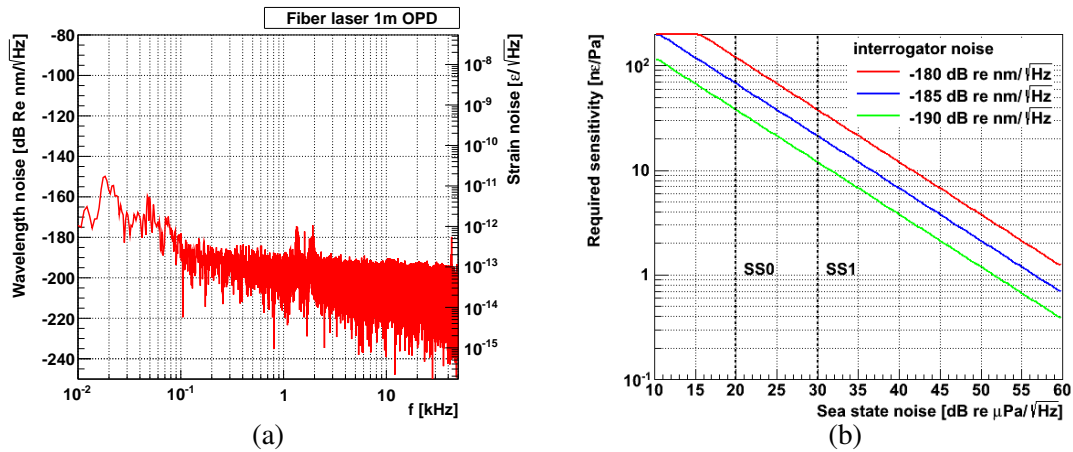 Fiber laser 1m OPD
Wavelength noise [dB Re nm/√Hz]
-80
-100
-120
-140
-160
-180
-200
-220
-240
10⁻²
10⁻¹
1
10
f [kHz]
Strain noise [ε/√Hz]
10⁻⁸
10⁻⁹
10⁻¹⁰
10⁻¹¹
10⁻¹²
10⁻¹³
10⁻¹⁴
10⁻¹⁵
(a)
Required sensitivity [nε/Pa]
10²
10
1
10⁻¹
interrogator noise
-180 dB re nm/√Hz
-185 dB re nm/√Hz
-190 dB re nm/√Hz
SS0
SS1
10
15
20
25
30
35
40
45
50
55
60
Sea state noise [dB re μPa/√Hz]
(b)